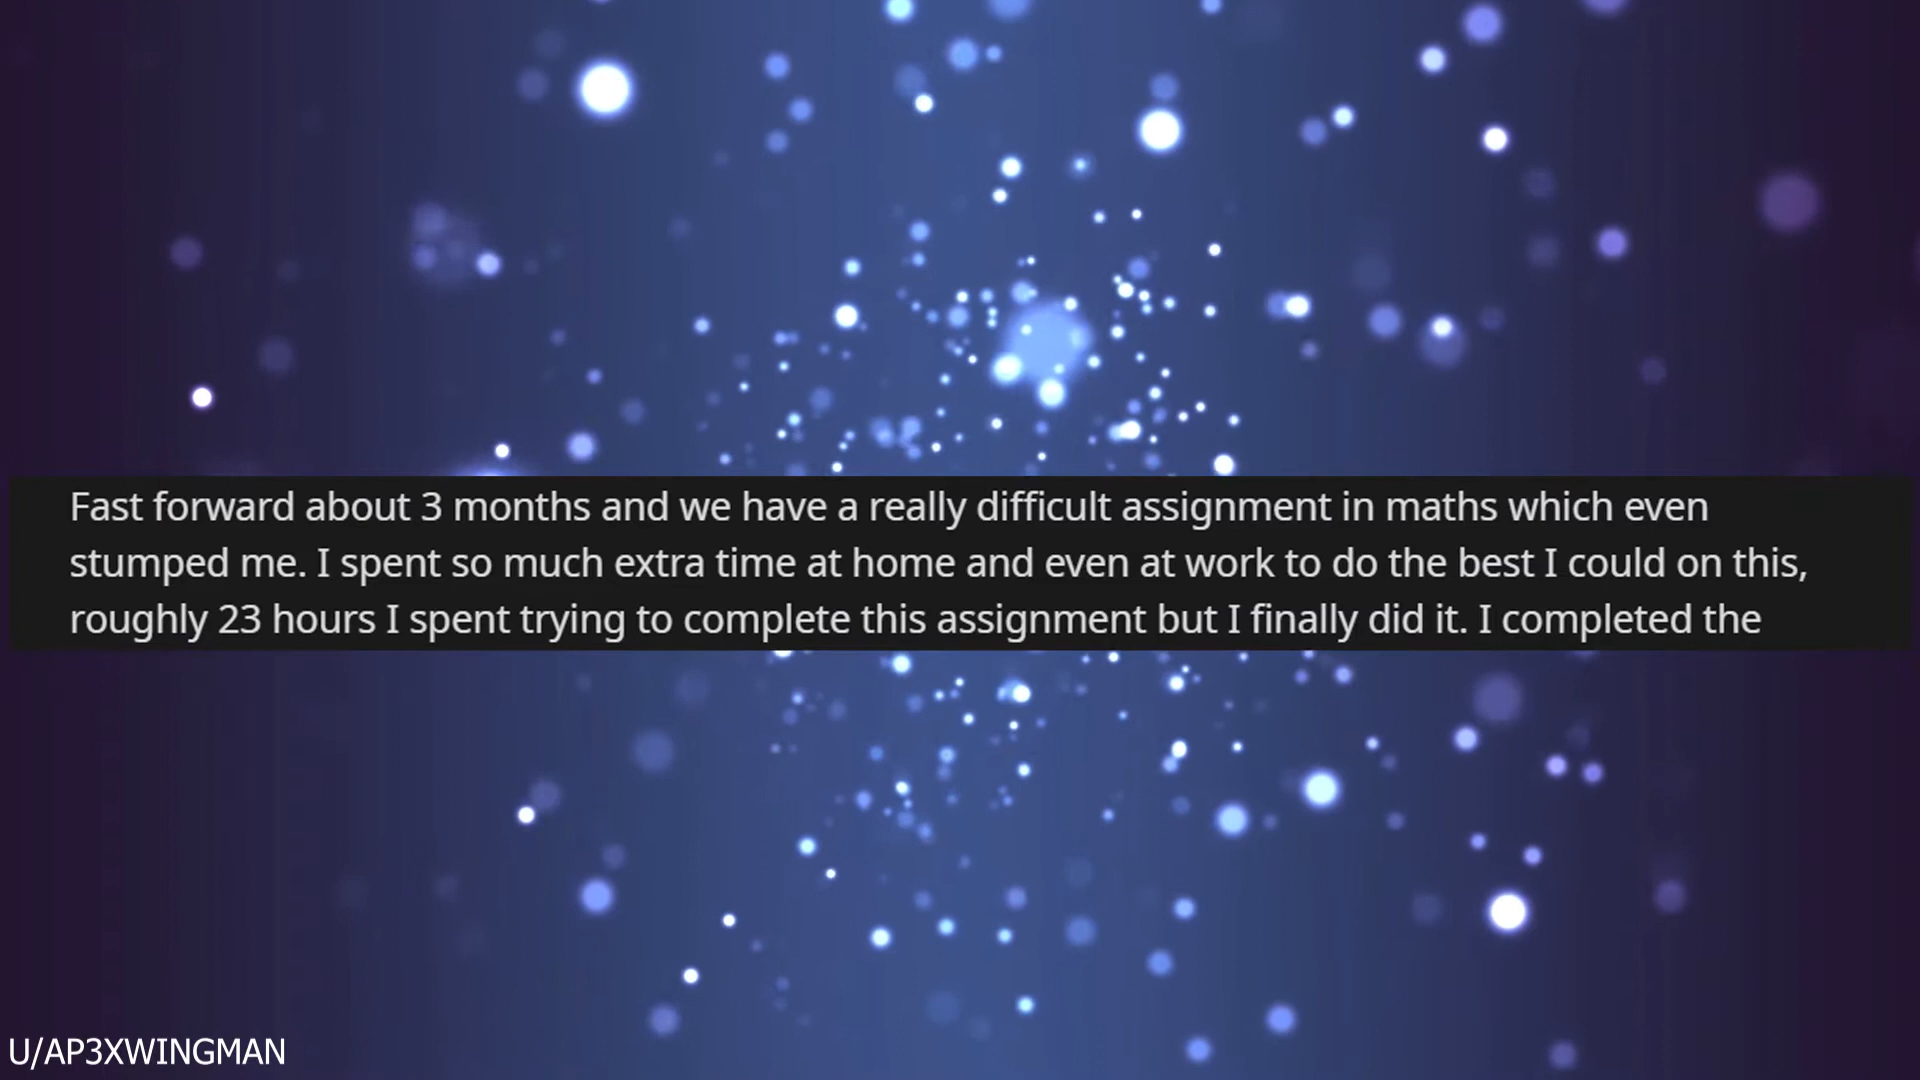 Fast forward about 3 months and we have a really difficult assignment in maths which even
stumped me. I spent so much extra time at home and even at work to do the best I could on this,
roughly 23 hours I spent trying to complete this assignment but I finally did it. I completed the
U/AP3XWINGMAN